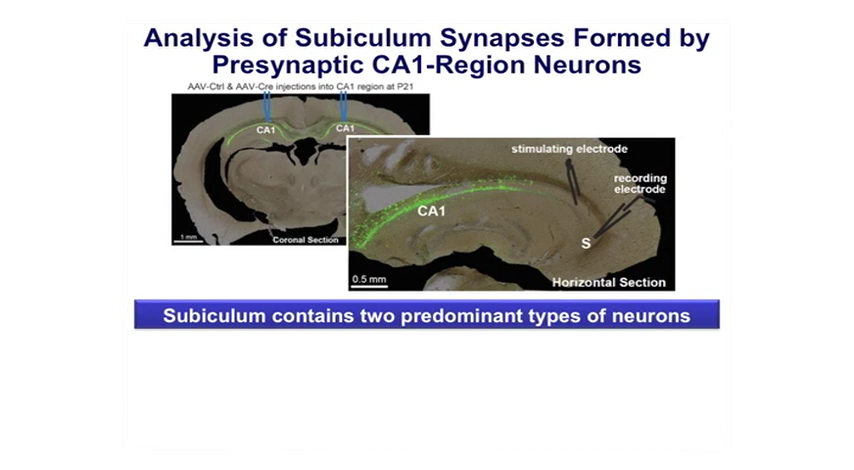 Analysis of Subiculum Synapses Formed by
Presynaptic CA1-Region Neurons
AAV-Ctrl & AAV-Cre injections into CA1 region at P21
CA1
CA1
1 mm
Coronal Section
stimulating electrode
recording
electrode
CA1
S
0.5 mm
Horizontal Section
Subiculum contains two predominant types of neurons